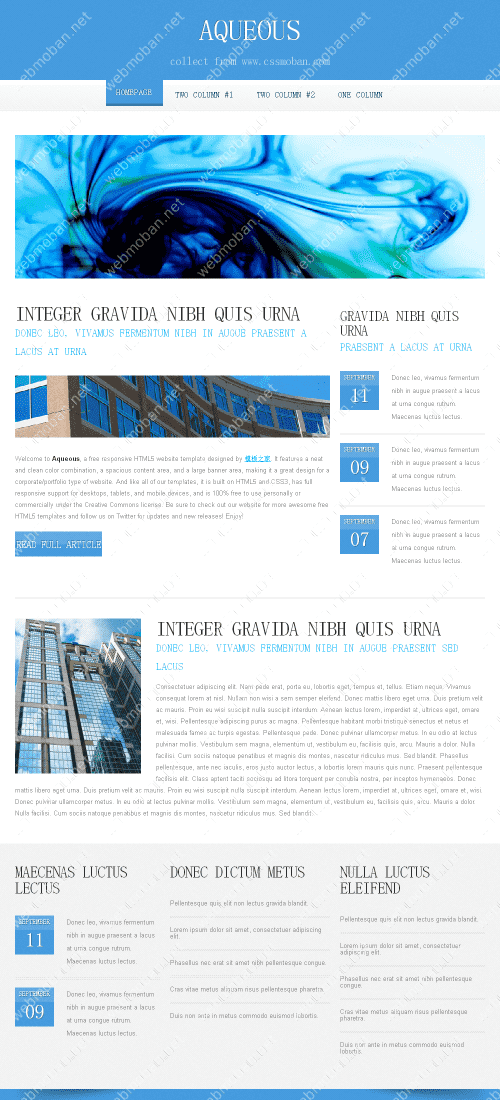 AQUEOUS
collect from www.cssmoban.com
HOMEPAGE
TWO COLUMN #1
TWO COLUMN #2
ONE COLUMN
INTEGER GRAVIDA NIBH QUIS URNA
DONEC LEO, VIVAMUS FERMENTUM NIBH IN AUGUE PRAESENT A
LACUS AT URNA
Welcome to Aqueous, a free responsive HTML5 website template designed by 模板之家. It features a neat
and clean color combination, a spacious content area, and a large banner area, making it a great design for a
corporate/portfolio type of website. And like all of our templates, it is built on HTML5 and CSS3, has full
responsive support for desktops, tablets, and mobile devices, and is 100% free to use personally or
commercially under the Creative Commons license. Be sure to check out our website for more awesome free
HTML5 templates and follow us on Twitter for updates and new releases! Enjoy!
READ FULL ARTICLE
GRAVIDA NIBH QUIS
URNA
PRAESENT A LACUS AT URNA
SEPTEMBER
11
Donec leo, vivamus fermentum
nibh in augue praesent a lacus
at urna congue rutrum.
Maecenas luctus lectus.
SEPTEMBER
09
Donec leo, vivamus fermentum
nibh in augue praesent a lacus
at urna congue rutrum.
Maecenas luctus lectus.
SEPTEMBER
07
Donec leo, vivamus fermentum
nibh in augue praesent a lacus
at urna congue rutrum.
Maecenas luctus lectus.
INTEGER GRAVIDA NIBH QUIS URNA
DONEC LEO, VIVAMUS FERMENTUM NIBH IN AUGUE PRAESENT SED
LACUS
Consectetuer adipiscing elit. Nam pede erat, porta eu, lobortis eget, tempus et, tellus. Etiam neque. Vivamus
consequat lorem at nisl. Nullam non wisi a sem semper eleifend. Donec mattis libero eget urna. Duis pretium velit
ac mauris. Proin eu wisi suscipit nulla suscipit interdum. Aenean lectus lorem, imperdiet at, ultrices eget, ornare
et, wisi. Pellentesque adipiscing purus ac magna. Pellentesque habitant morbi tristique senectus et netus et
malesuada fames ac turpis egestas. Pellentesque pede. Donec pulvinar ullamcorper metus. In eu odio at lectus
pulvinar mollis. Vestibulum sem magna, elementum ut, vestibulum eu, facilisis quis, arcu. Mauris a dolor. Nulla
facilisi. Cum sociis natoque penatibus et magnis dis montes, nascetur ridiculus mus. Sed blandit. Phasellus
pellentesque, ante nec iaculis, eros justo auctor lectus, a lobortis lorem mauris quis nunc. Praesent pellentesque
facilisis elit. Class aptent taciti sociosqu ad litora torquent per conubia nostra, per inceptos hymenaeos. Donec
mattis libero eget urna. Duis pretium velit ac mauris. Proin eu wisi suscipit nulla suscipit interdum. Aenean lectus lorem, imperdiet at, ultrices eget, ornare et, wisi.
Donec pulvinar ullamcorper metus. In eu odio at lectus pulvinar mollis. Vestibulum sem magna, elementum ut, vestibulum eu, facilisis quis, arcu. Mauris a dolor
Nulla facilisi. Cum sociis natoque penatibus et magnis dis montes, nascetur ridiculus mus. Sed blandit.
MAECENAS LUCTUS
LECTUS
SEPTEMBER
11
Donec leo, vivamus fermentum
nibh in augue praesent a lacus
at urna congue rutrum.
Maecenas luctus lectus.
SEPTEMBER
09
Donec leo, vivamus fermentum
nibh in augue praesent a lacus
at urna congue rutrum.
Maecenas luctus lectus.
DONEC DICTUM METUS
Pellentesque quis elit non lectus gravida blandit.
Lorem ipsum dolor sit amet, consectetuer adipiscing
elit.
Phasellus nec erat sit amet nibh pellentesque congue.
Cras vitae metus aliquam risus pellentesque pharetra.
Duis non ante in metus commodo euismod lobortis.
NULLA LUCTUS
ELEIFEND
Pellentesque quis elit non lectus gravida blandit.
Lorem ipsum dolor sit amet, consectetuer
adipiscing elit.
Phasellus nec erat sit amet nibh pellentesque
congue.
Cras vitae metus aliquam risus pellentesque
pharetra.
Duis non ante in metus commodo euismod
lobortis.
webmoban.net